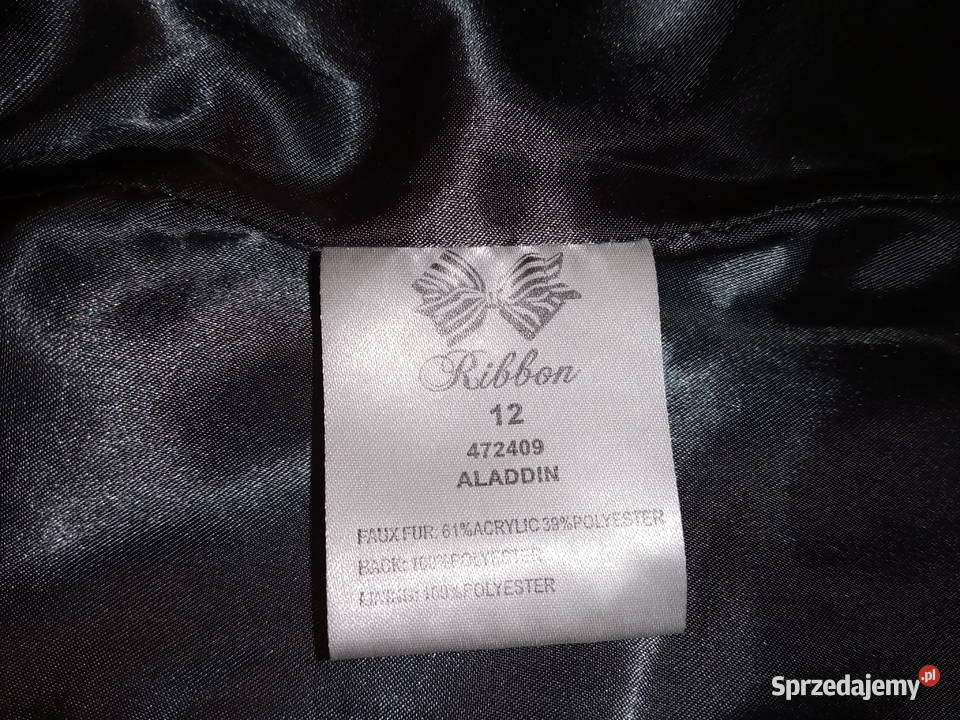 Ribbon
12
472409
ALADDIN
FAUX FUR: 61%ACRYLIC 39%POLYESTER
BACK: 100%POLYESTER
LINING: 100%POLYESTER
Sprzedajemy.pl